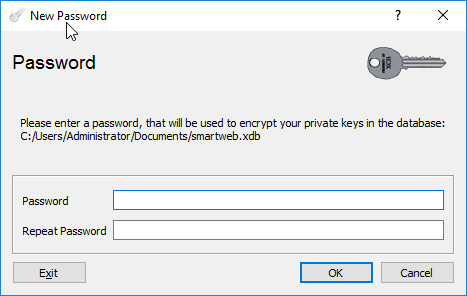 New Password
?
Password
Please enter a password, that will be used to encrypt your private keys in the database:
C:/Users/Administrator/Documents/smartweb.xdb
Password
Repeat Password
Exit
OK
Cancel